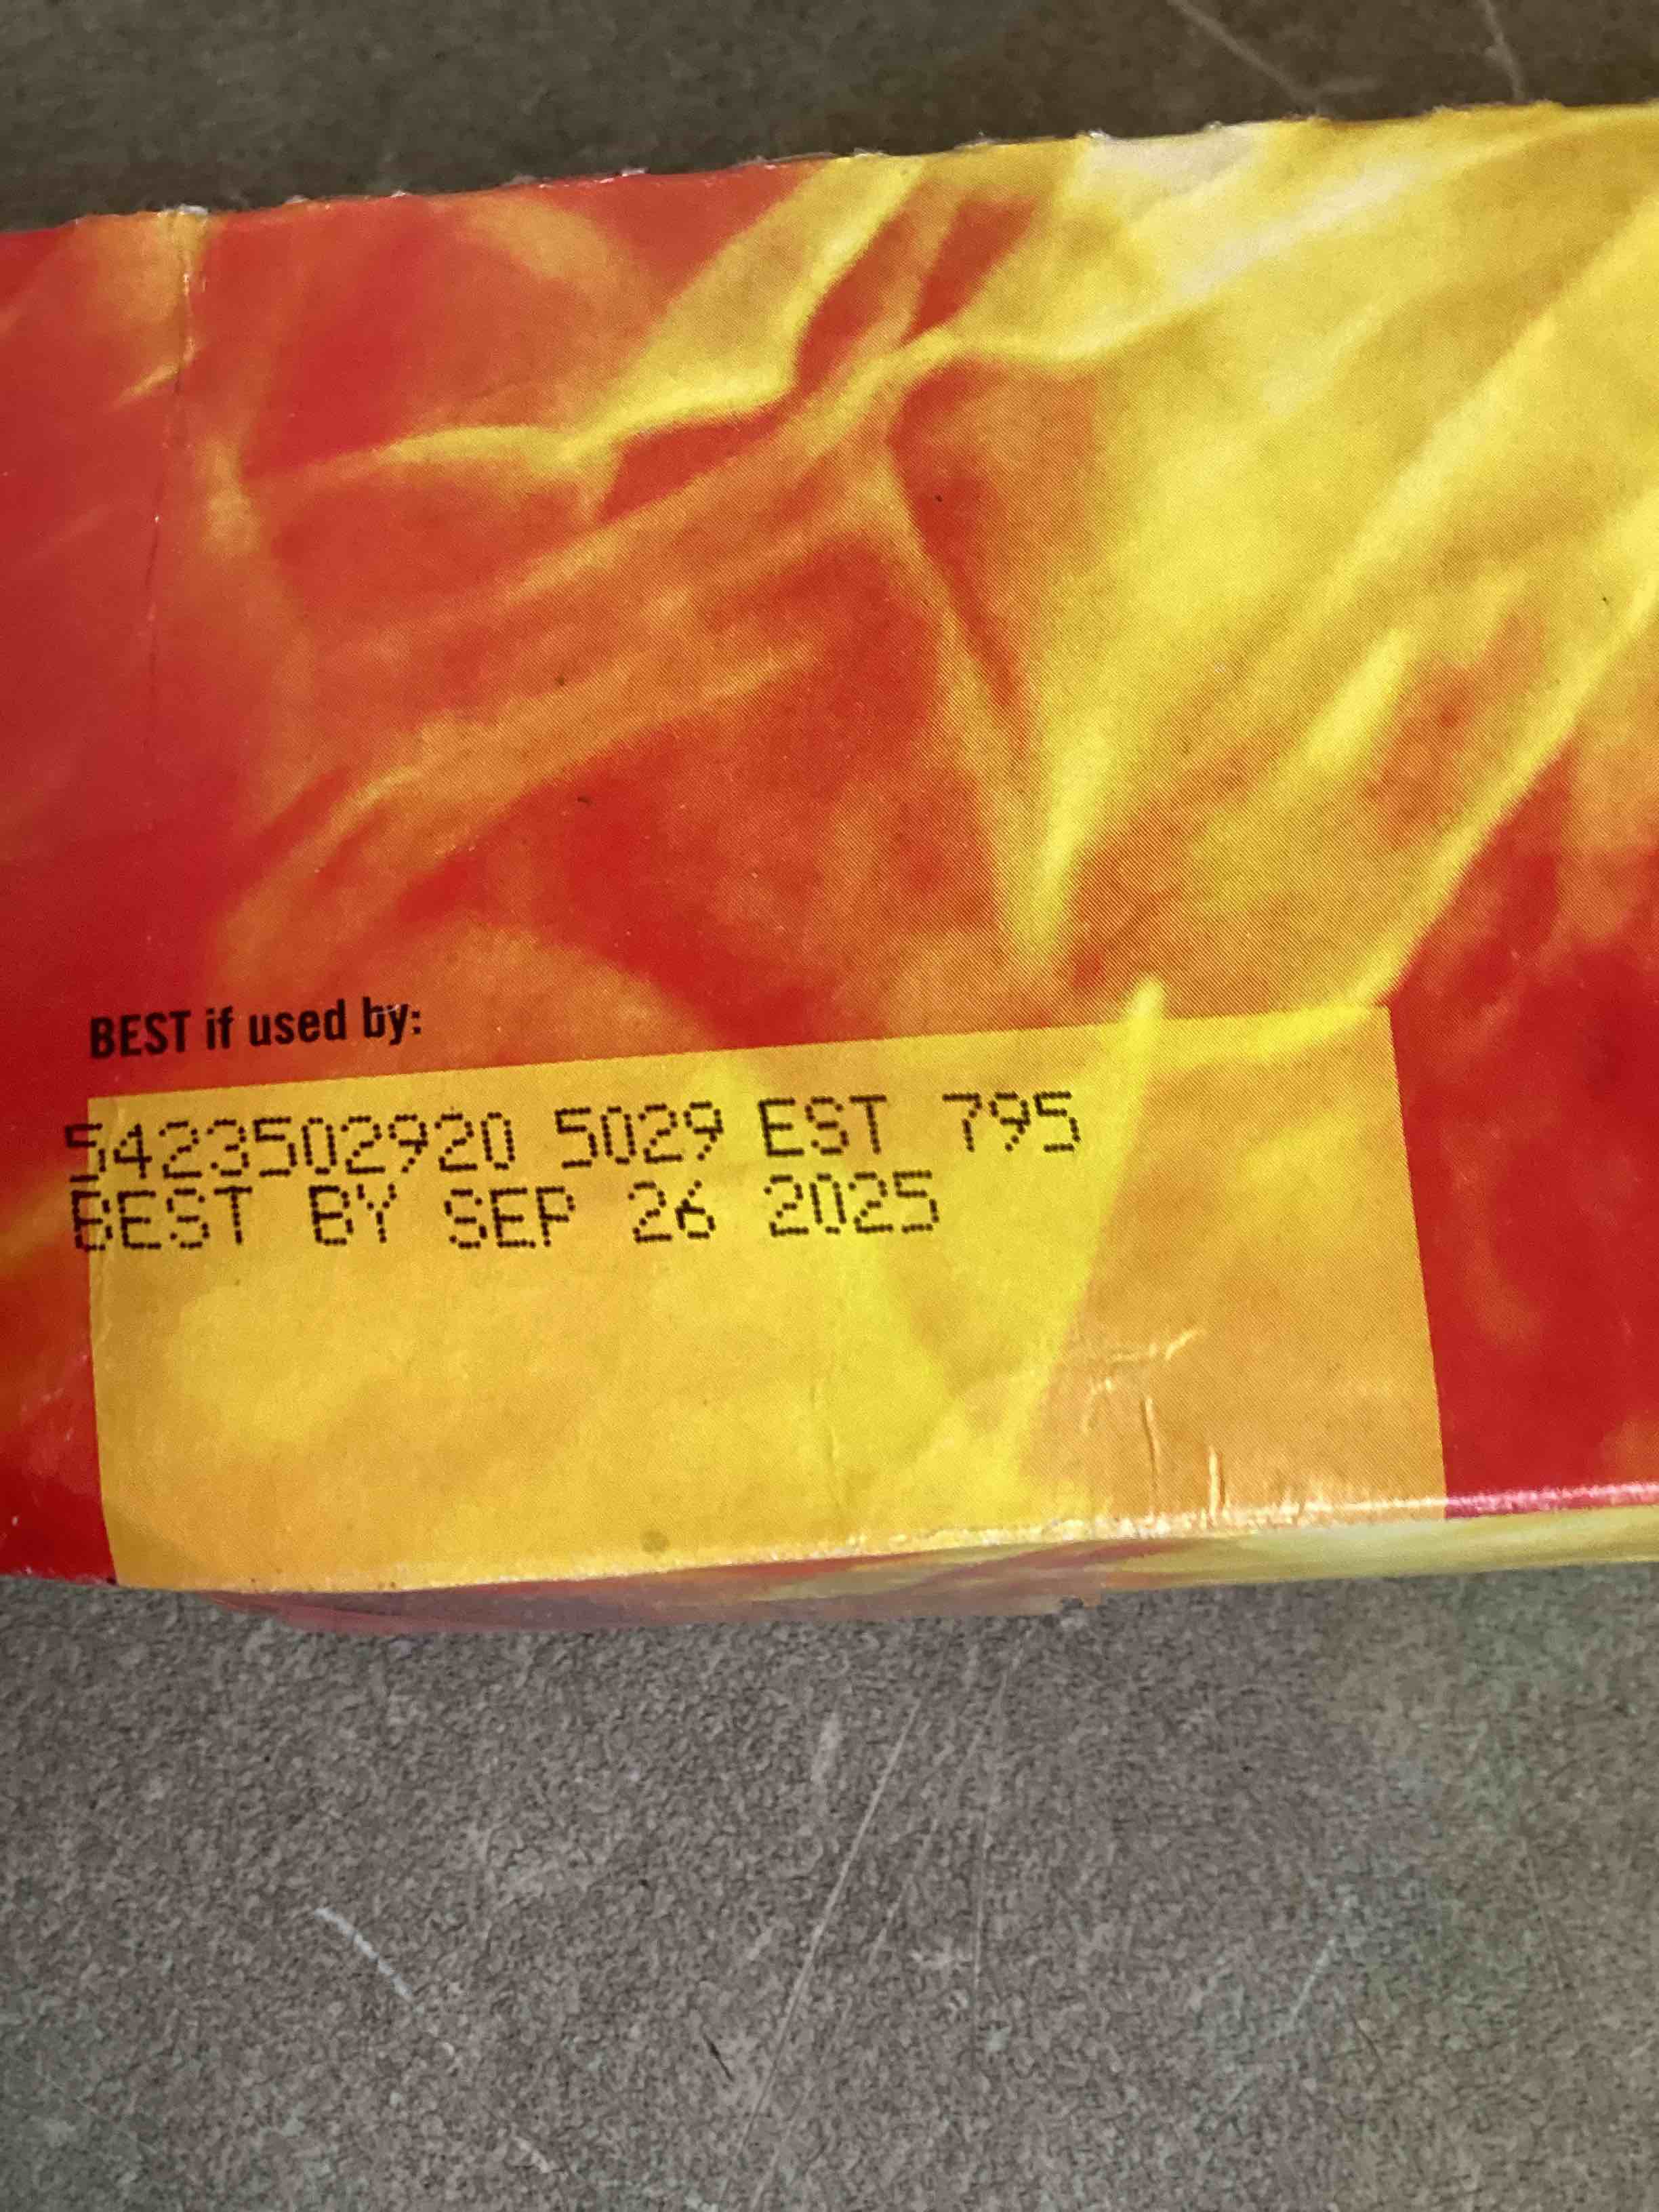 BEST if used by:
5423502920 5029 EST 795
BEST BY SEP 26 2025